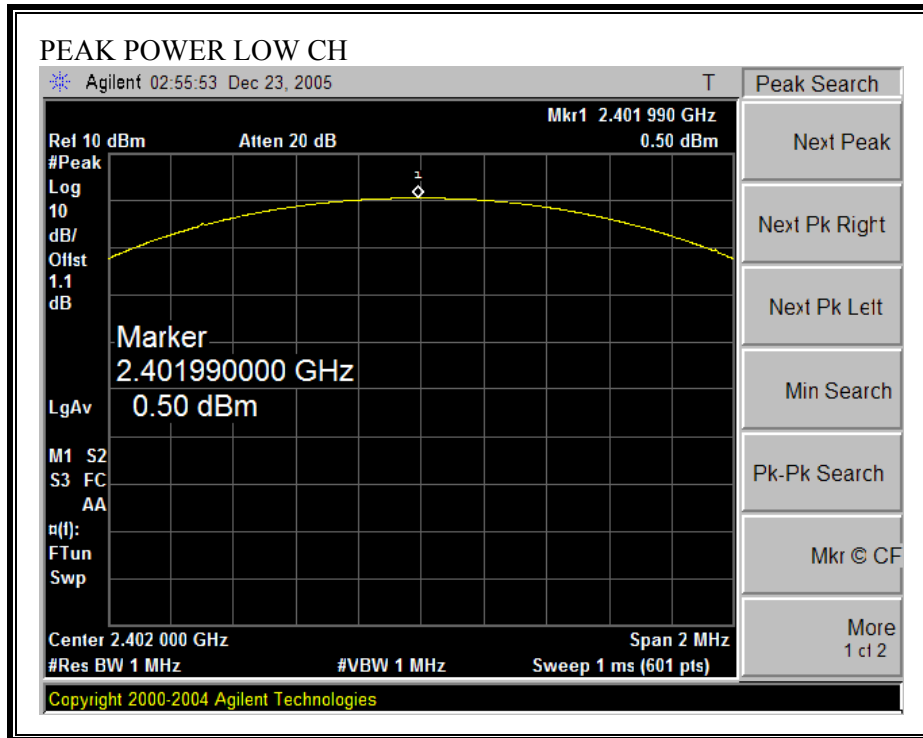 PEAK POWER LOW CH
Agilent 02:55:53 Dec 23, 2005 T
Peak Search
Mkr1 2.401 990 GHz
Ref 10 dBm Atten 20 dB 0.50 dBm
#Peak
Log
10
dB/
Offst
1.1
dB
1
Marker
2.401990000 GHz
0.50 dBm
LgAv
M1 S2
S3 FC
AA
¤(f):
FTun
Swp
Center 2.402 000 GHz Span 2 MHz
#Res BW 1 MHz #VBW 1 MHz Sweep 1 ms (601 pts)
Copyright 2000-2004 Agilent Technologies
Next Peak
Next Pk Right
Next Pk Left
Min Search
Pk-Pk Search
Mkr © CF
More
1 of 2